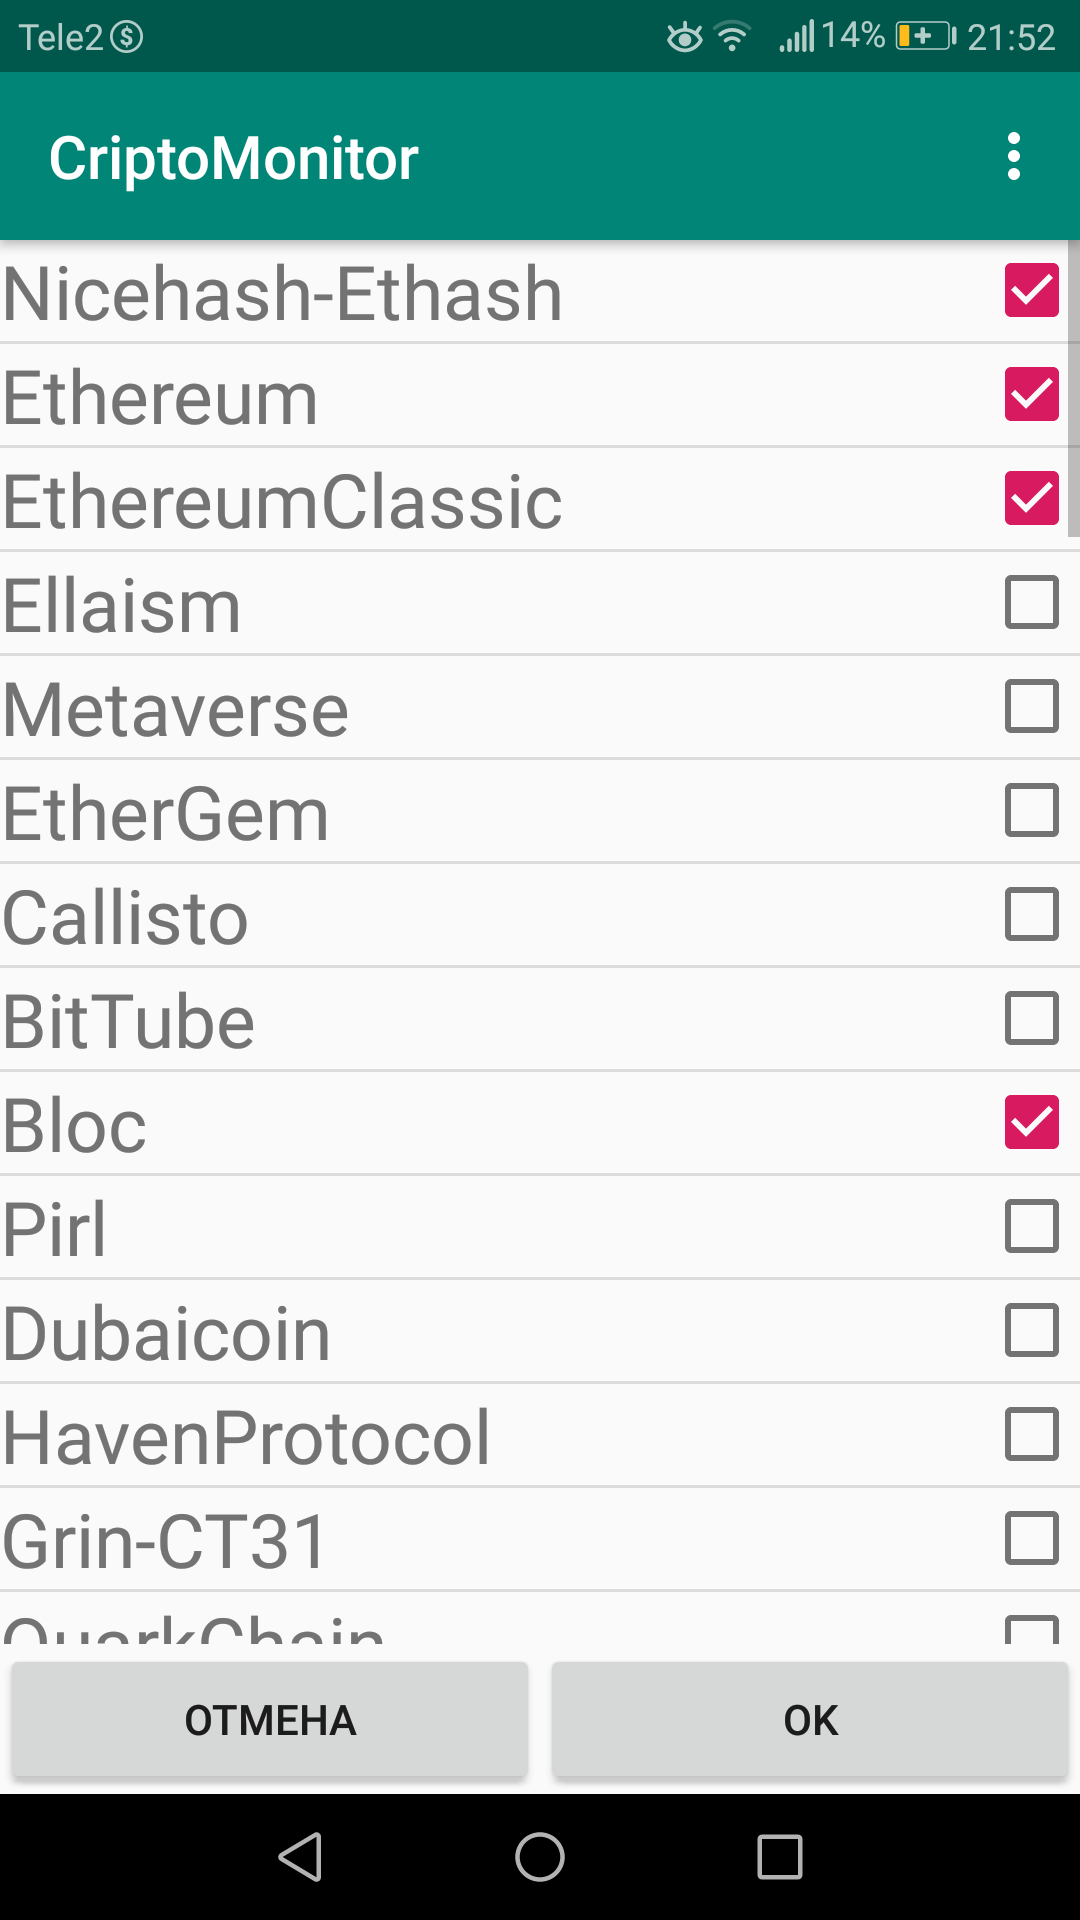 Tele2 14% 21:52
CriptoMonitor
Nicehash-Ethash
Ethereum
EthereumClassic
Ellaism
Metaverse
EtherGem
Callisto
BitTube
Bloc
Pirl
Dubaicoin
HavenProtocol
Grin-CT31
QuarkChain
ОТМЕНА OK